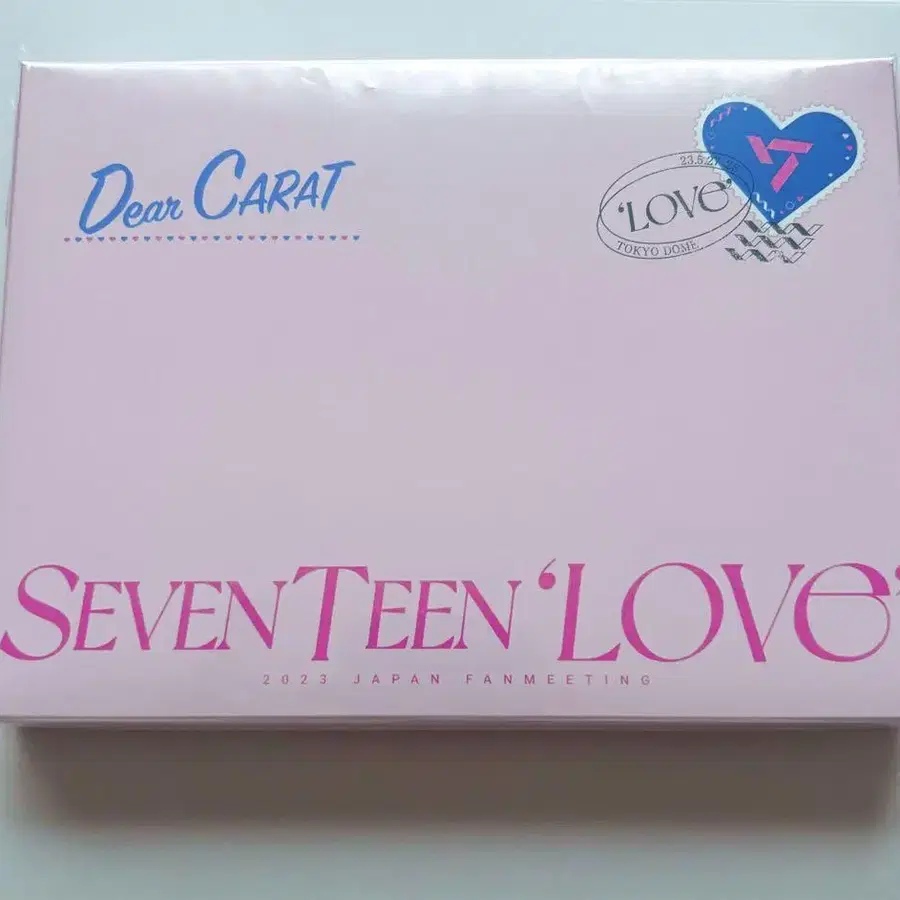 Dear CARAT
23.5.27
'LOVE'
TOKYO DOME
SEVENTEEN 'LOVE'
2023 JAPAN FANMEETING